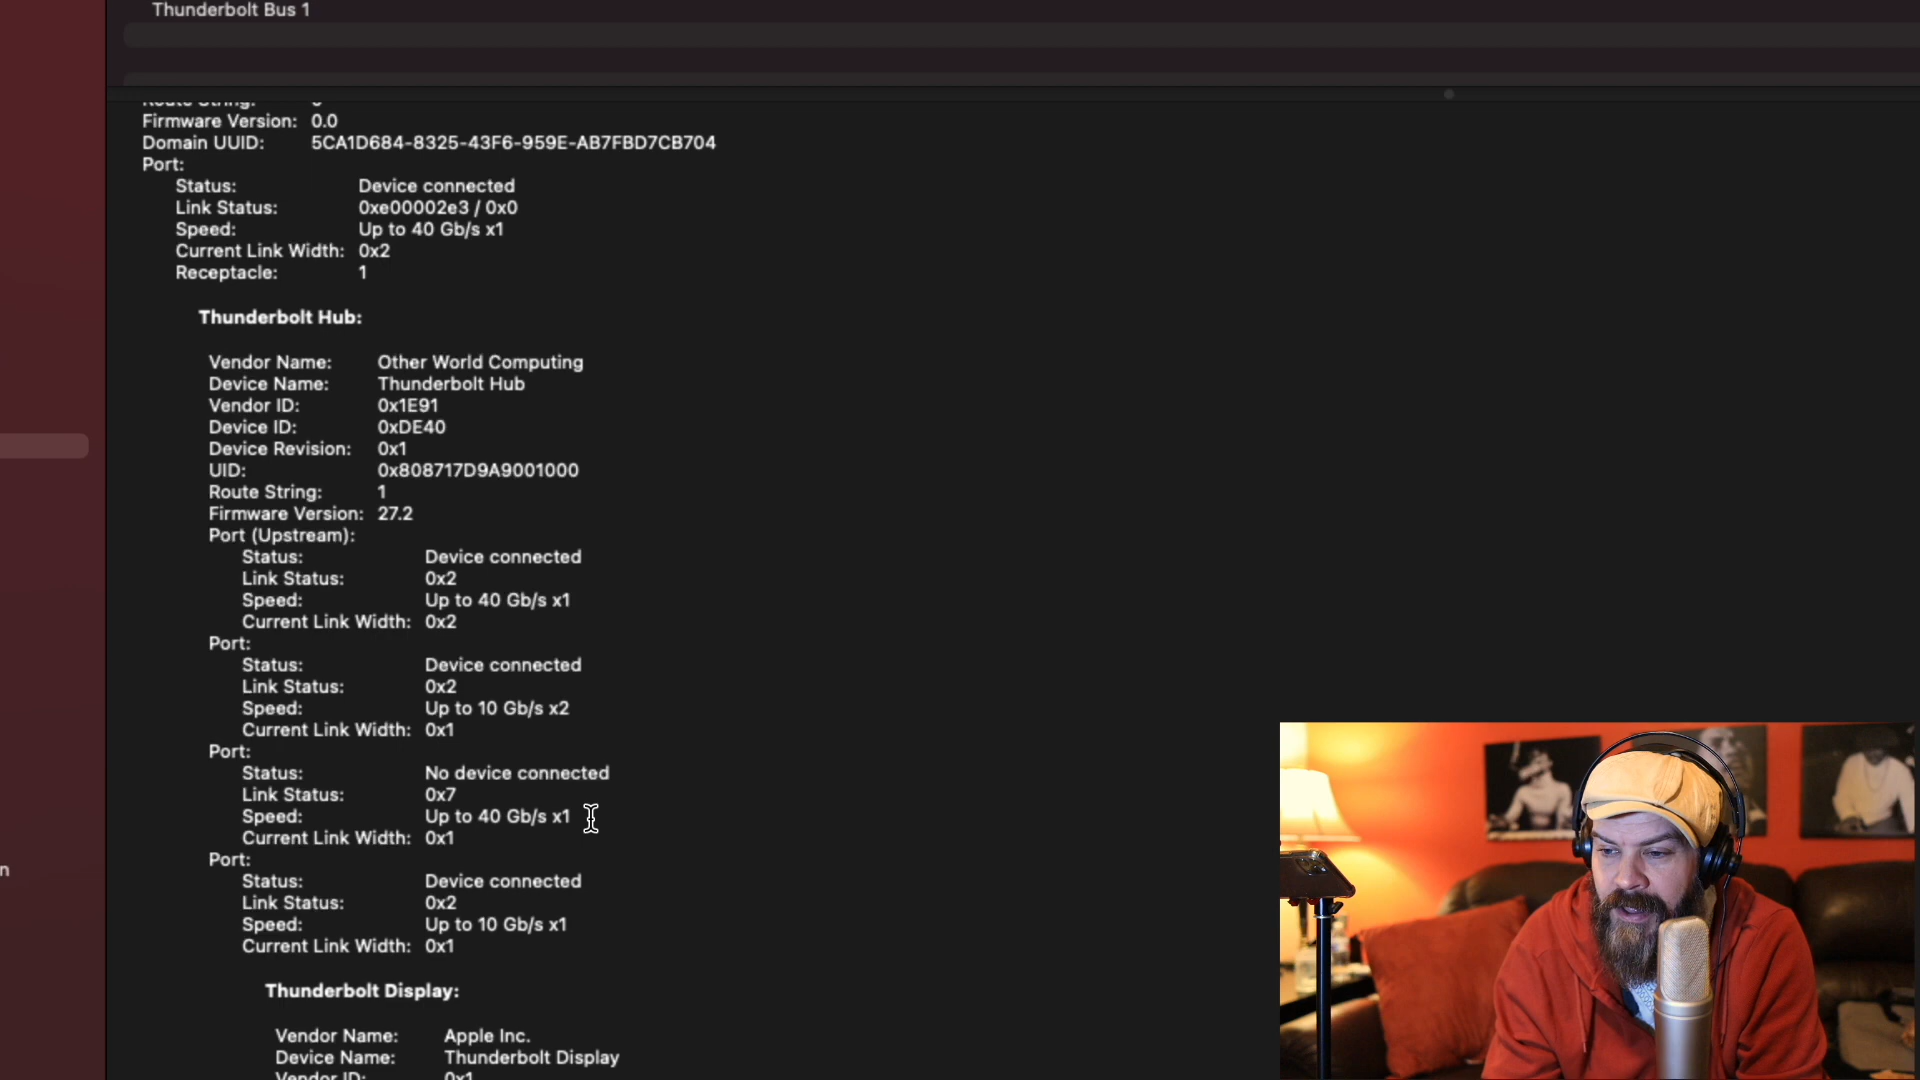 Thunderbolt Bus 1
Route String: 0
Firmware Version: 0.0
Domain UUID: 5CA1D684-8325-43F6-959E-AB7FBD7CB704
Port:
Status: Device connected
Link Status: 0xe00002e3 / 0x0
Speed: Up to 40 Gb/s x1
Current Link Width: 0x2
Receptacle: 1
Thunderbolt Hub:
Vendor Name: Other World Computing
Device Name: Thunderbolt Hub
Vendor ID: 0x1E91
Device ID: 0xDE40
Device Revision: 0x1
UID: 0x808717D9A9001000
Route String: 1
Firmware Version: 27.2
Port (Upstream):
Status: Device connected
Link Status: 0x2
Speed: Up to 40 Gb/s x1
Current Link Width: 0x2
Port:
Status: Device connected
Link Status: 0x2
Speed: Up to 10 Gb/s x2
Current Link Width: 0x1
Port:
Status: No device connected
Link Status: 0x7
Speed: Up to 40 Gb/s x1
Current Link Width: 0x1
n
Port:
Status: Device connected
Link Status: 0x2
Speed: Up to 10 Gb/s x1
Current Link Width: 0x1
Thunderbolt Display:
Vendor Name: Apple Inc.
Device Name: Thunderbolt Display
Vendor ID: 0x1